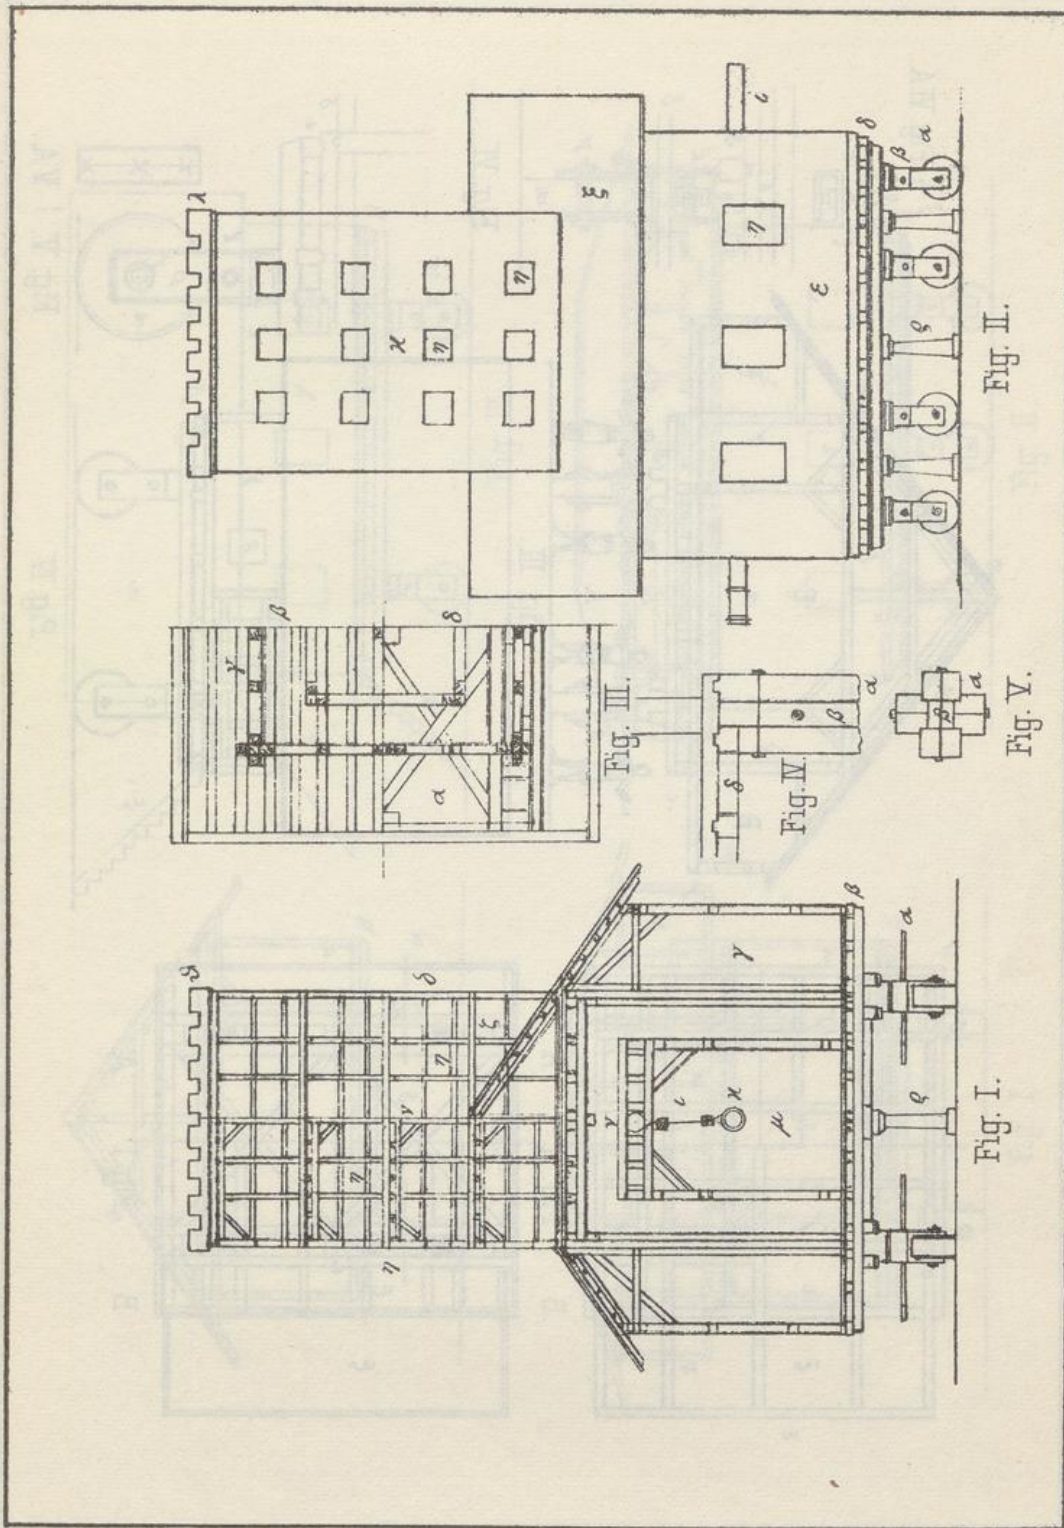 ϑ
δ
ζ
η
ν
η
η
γ
ι
ϰ
μ
γ
β
α
ϱ
Fig. I.
β
γ
δ
α
Fig. III.
δ
β
α
Fig. IV.
β
α
Fig. V.
λ
ϰ
η
η
ξ
ι
η
ε
δ
β
α
ϱ
Fig. II.